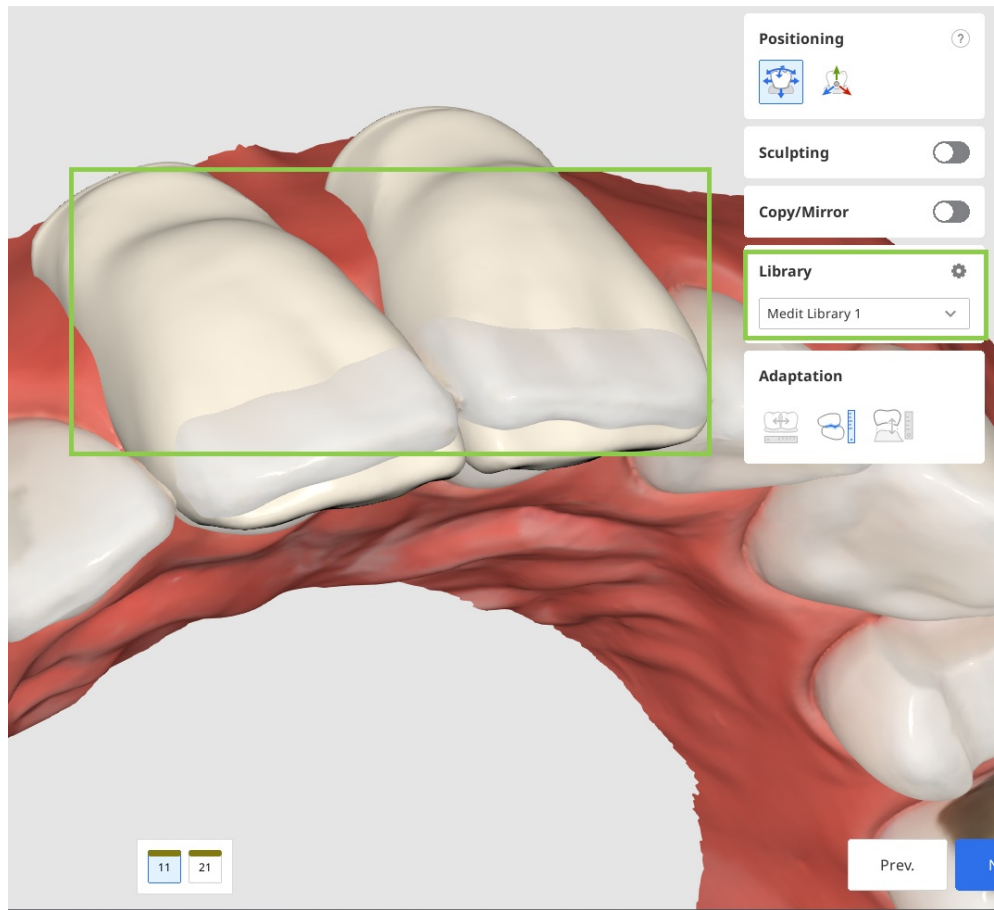 Positioning
?
Sculpting
Copy/Mirror
Library
Medit Library 1
Adaptation
11 21
Prev.
N